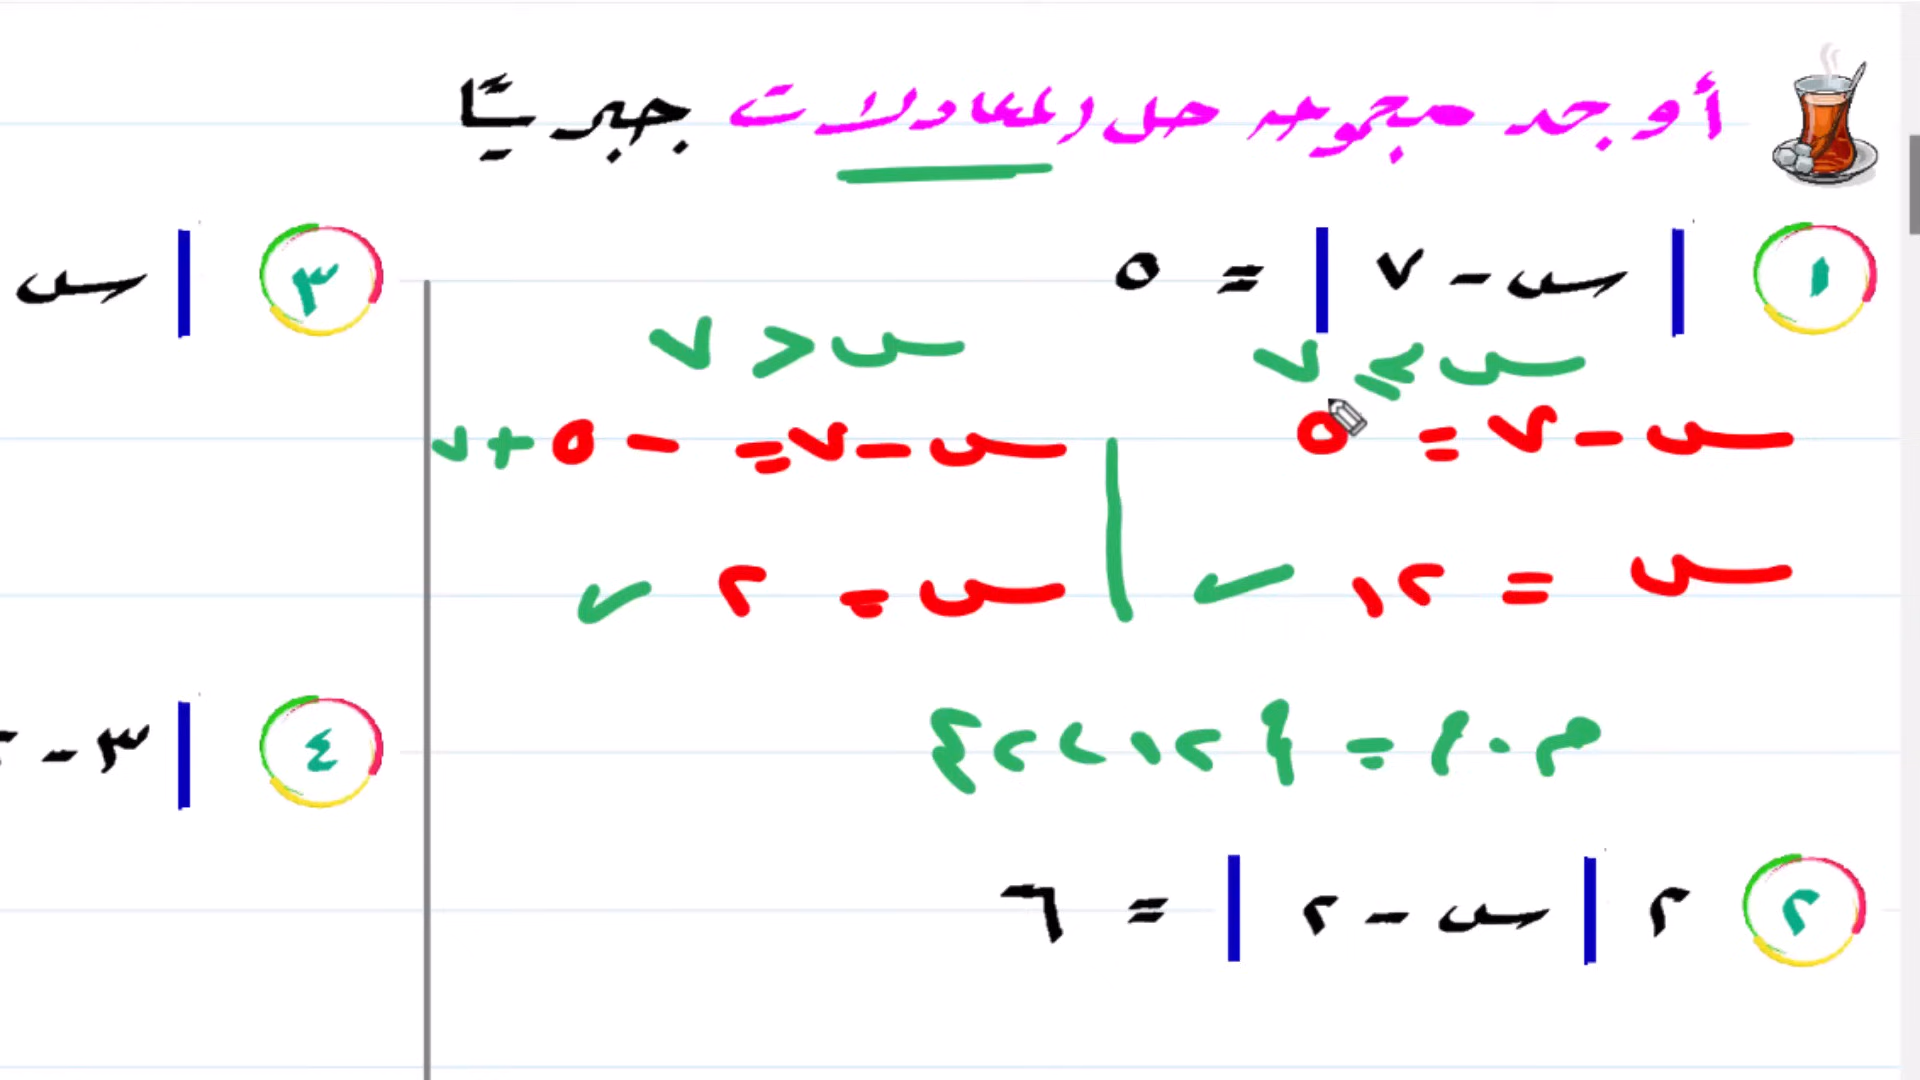 أوجد مجموعه حل المعادلات جبريًّا
١ | س - ٧ | = ٥
س ≥ ٧
س - ٧ = ٥
س = ١٢ ✓
س < ٧
س - ٧ = - ٥ + ٧
س = ٢ ✓
م . ح = { ١٢ ، ٢ }
٢ ٢ | س - ٢ | = ٦
٣ | س
٤ | ٣ -